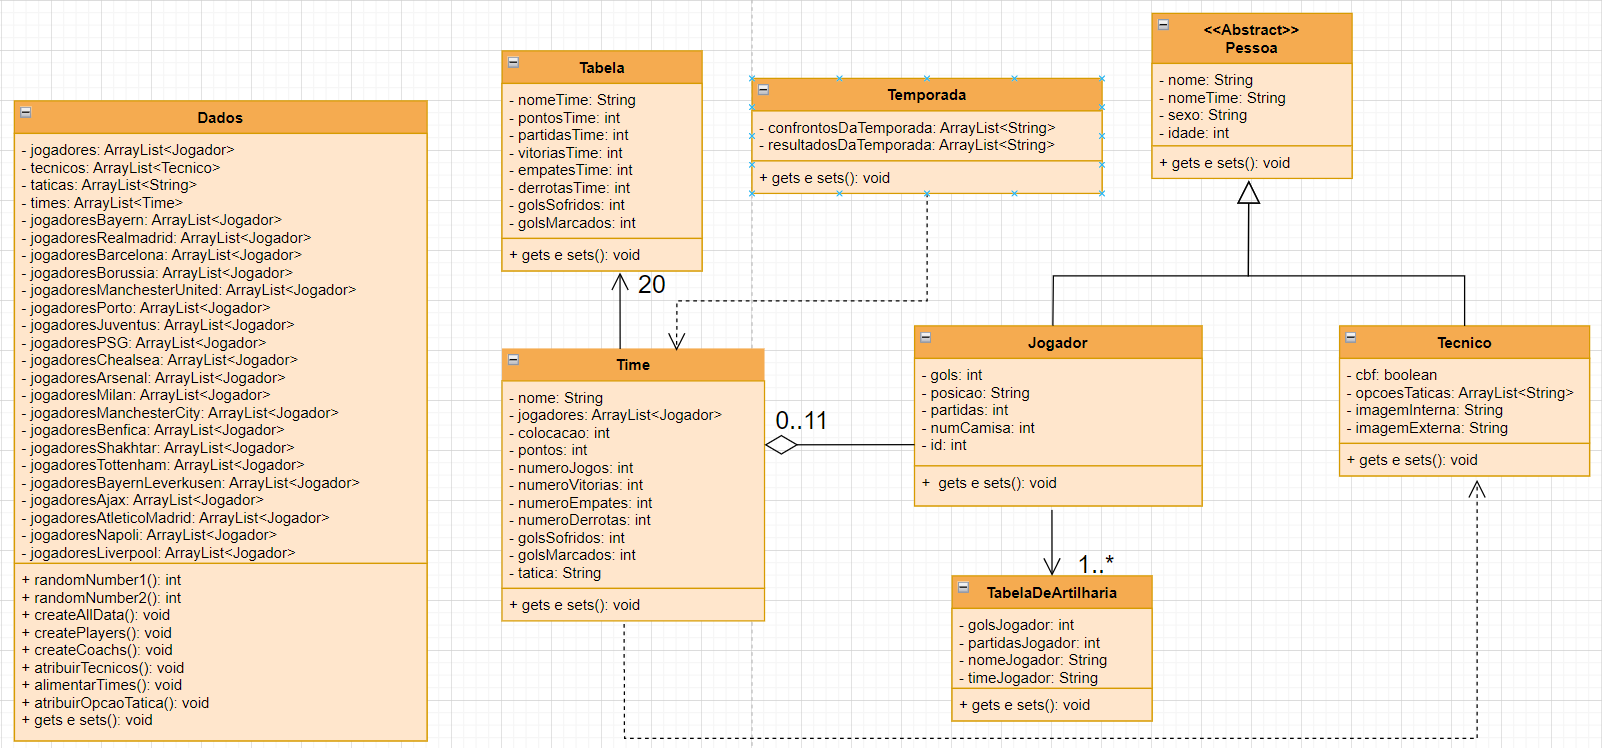 Dados
- jogadores: ArrayList<Jogador>
- tecnicos: ArrayList<Tecnico>
- taticas: ArrayList<String>
- times: ArrayList<Time>
- jogadoresBayern: ArrayList<Jogador>
- jogadoresRealmadrid: ArrayList<Jogador>
- jogadoresBarcelona: ArrayList<Jogador>
- jogadoresBorussia: ArrayList<Jogador>
- jogadoresManchesterUnited: ArrayList<Jogador>
- jogadoresPorto: ArrayList<Jogador>
- jogadoresJuventus: ArrayList<Jogador>
- jogadoresPSG: ArrayList<Jogador>
- jogadoresChealsea: ArrayList<Jogador>
- jogadoresArsenal: ArrayList<Jogador>
- jogadoresMilan: ArrayList<Jogador>
- jogadoresManchesterCity: ArrayList<Jogador>
- jogadoresBenfica: ArrayList<Jogador>
- jogadoresShakhtar: ArrayList<Jogador>
- jogadoresTottenham: ArrayList<Jogador>
- jogadoresBayernLeverkusen: ArrayList<Jogador>
- jogadoresAjax: ArrayList<Jogador>
- jogadoresAtleticoMadrid: ArrayList<Jogador>
- jogadoresNapoli: ArrayList<Jogador>
- jogadoresLiverpool: ArrayList<Jogador>
+ randomNumber1(): int
+ randomNumber2(): int
+ createAllData(): void
+ createPlayers(): void
+ createCoachs(): void
+ atribuirTecnicos(): void
+ alimentarTimes(): void
+ atribuirOpcaoTatica(): void
+ gets e sets(): void
Tabela
- nomeTime: String
- pontosTime: int
- partidasTime: int
- vitoriasTime: int
- empatesTime: int
- derrotasTime: int
- golsSofridos: int
- golsMarcados: int
+ gets e sets(): void
20
Time
- nome: String
- jogadores: ArrayList<Jogador>
- colocacao: int
- pontos: int
- numeroJogos: int
- numeroVitorias: int
- numeroEmpates: int
- numeroDerrotas: int
- golsSofridos: int
- golsMarcados: int
- tatica: String
+ gets e sets(): void
Temporada
- confrontosDaTemporada: ArrayList<String>
- resultadosDaTemporada: ArrayList<String>
+ gets e sets(): void
0..11
<<Abstract>>
Pessoa
- nome: String
- nomeTime: String
- sexo: String
- idade: int
+ gets e sets(): void
Jogador
- gols: int
- posicao: String
- partidas: int
- numCamisa: int
- id: int
+ gets e sets(): void
1..*
TabelaDeArtilharia
- golsJogador: int
- partidasJogador: int
- nomeJogador: String
- timeJogador: String
+ gets e sets(): void
Tecnico
- cbf: boolean
- opcoesTaticas: ArrayList<String>
- imagemInterna: String
- imagemExterna: String
+ gets e sets(): void